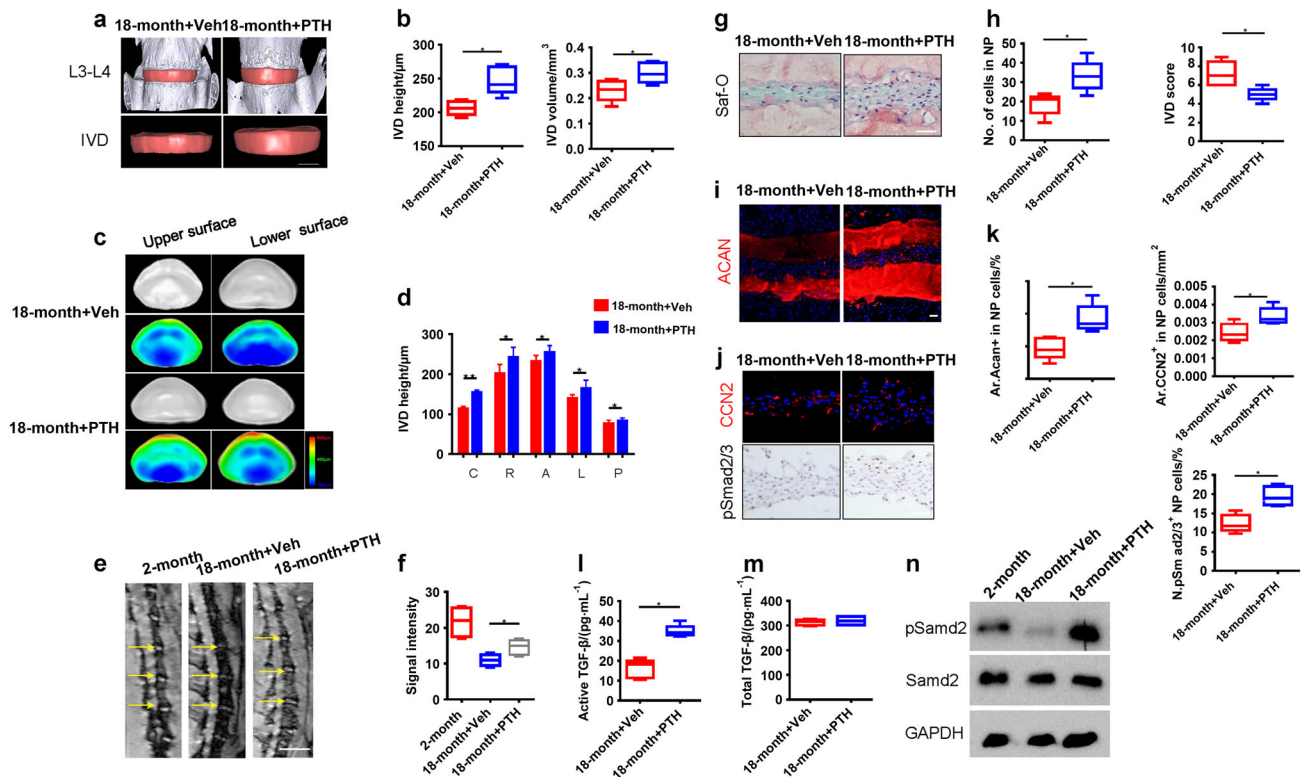 a
18-month+Veh 18-month+PTH
L3-L4
IVD
b
IVD height/μm
300
250
200
150
*
18-month+Veh
18-month+PTH
IVD volume/mm³
0.4
0.3
0.2
0.1
0.0
*
18-month+Veh
18-month+PTH
c
Upper surface
Lower surface
18-month+Veh
18-month+PTH
d
18-month+Veh
18-month+PTH
IVD height/μm
300
200
100
0
**
*
*
*
*
C R A L P
e
2-month
18-month+Veh
18-month+PTH
f
Signal intensity
30
20
10
0
*
2-month
18-month+Veh
18-month+PTH
g
18-month+Veh 18-month+PTH
Saf-O
h
No. of cells in NP
50
40
30
20
10
0
*
18-month+Veh
18-month+PTH
IVD score
10
8
6
4
2
0
*
18-month+Veh
18-month+PTH
i
18-month+Veh 18-month+PTH
ACAN
j
18-month+Veh 18-month+PTH
CCN2
pSmad2/3
k
Ar.Acan+ in NP cells/%
*
18-month+Veh
18-month+PTH
Ar.CCN2⁺ in NP cells/mm²
0.005
0.004
0.003
0.002
0.001
0.000
*
18-month+Veh
18-month+PTH
N.pSm ad2/3⁺ NP cells/%
25
20
15
10
5
0
*
18-month+Veh
18-month+PTH
l
Active TGF-β/(pg·mL⁻¹)
50
40
30
20
10
0
*
18-month+Veh
18-month+PTH
m
Total TGF-β/(pg·mL⁻¹)
400
300
200
100
0
18-month+Veh
18-month+PTH
n
2-month
18-month+Veh
18-month+PTH
pSamd2
Samd2
GAPDH